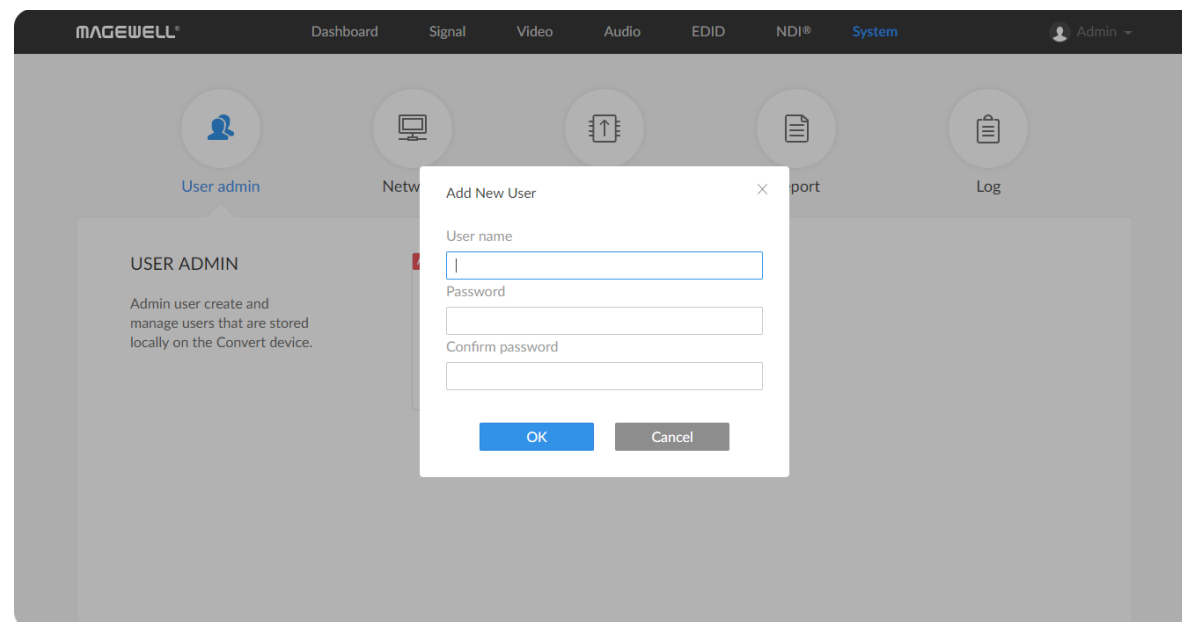 MAGEWELL®
Dashboard Signal Video Audio EDID NDI® System Admin
User admin Log
Add New User
User name
Password
Confirm password
OK Cancel
USER ADMIN
Admin user create and
manage users that are stored
locally on the Convert device.